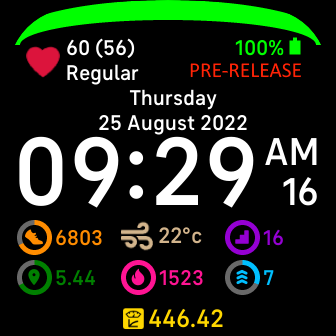 60 (56) 100%
Regular PRE-RELEASE
Thursday
25 August 2022
09:29 AM
16
6803 22°c 16
5.44 1523 7
446.42